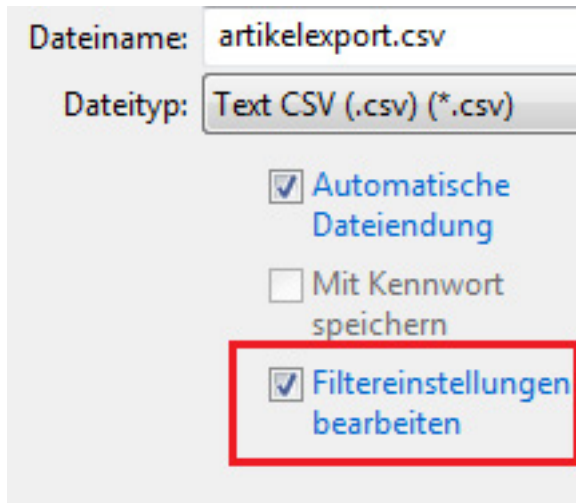 Dateiname: artikelexport.csv
Dateityp: Text CSV (.csv) (*.csv)
Automatische
Dateiendung
Mit Kennwort
speichern
Filtereinstellungen
bearbeiten